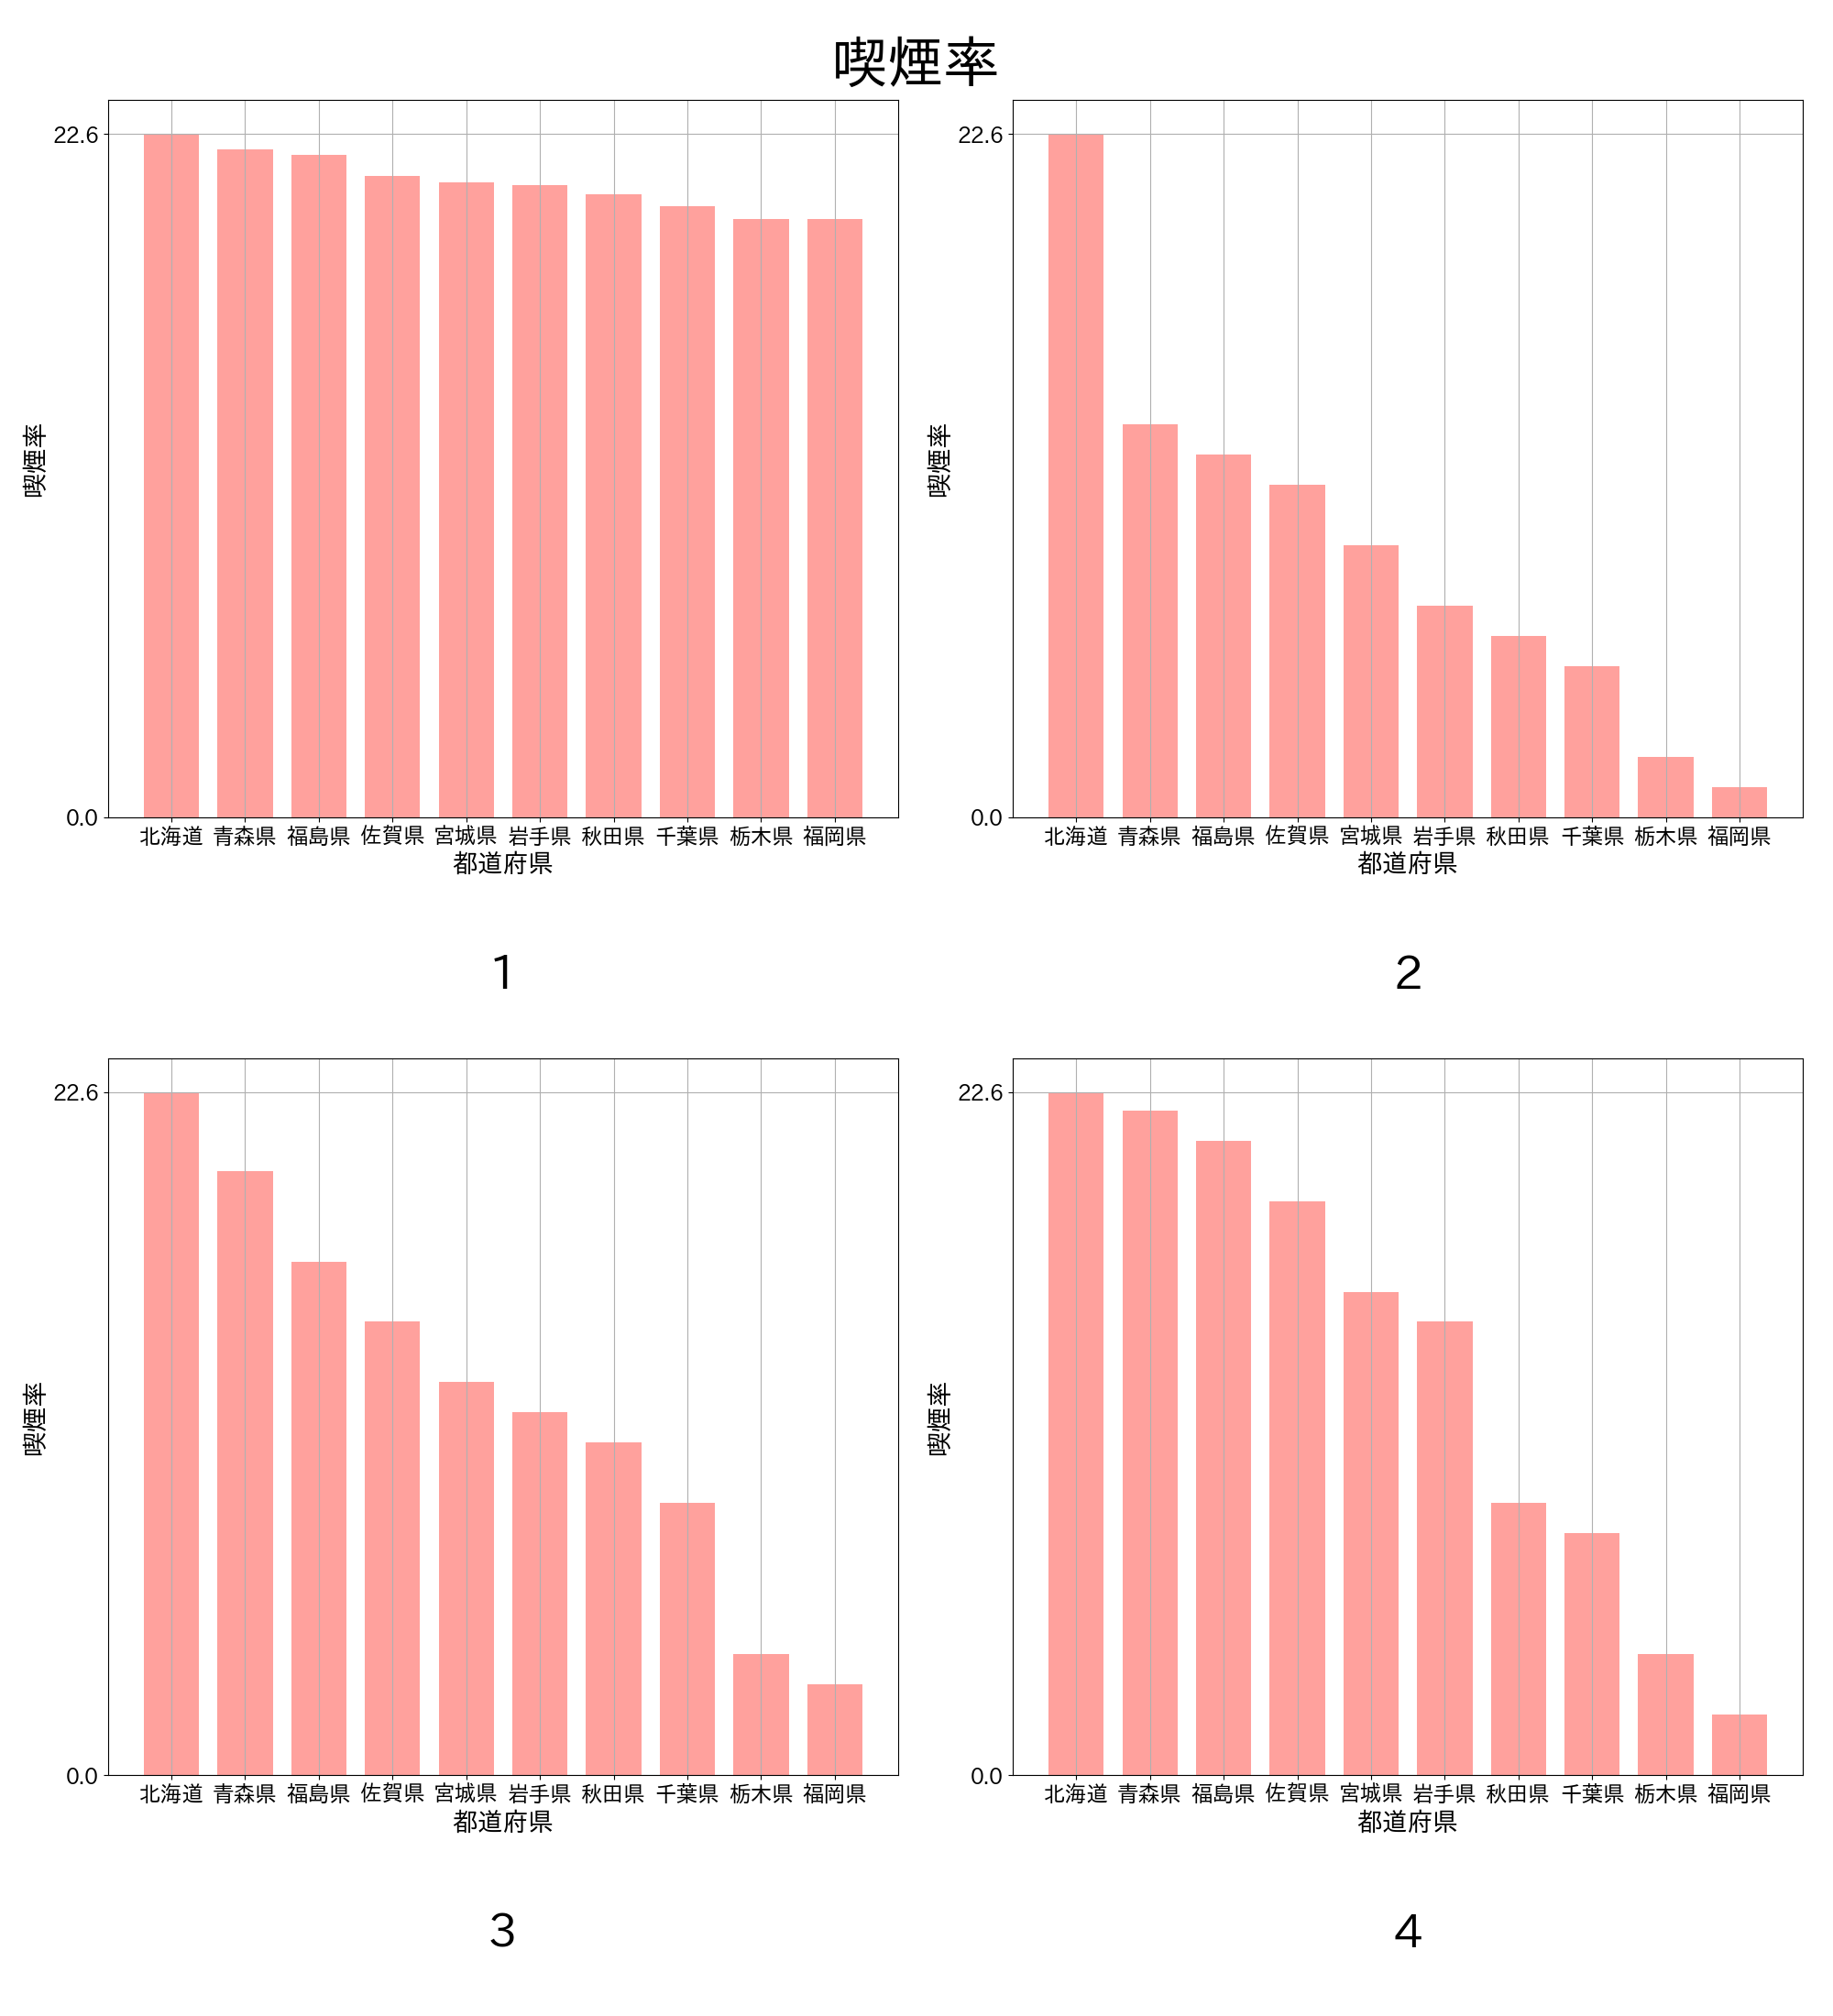 喫煙率
22.6
喫煙率
0.0
北海道 青森県 福島県 佐賀県 宮城県 岩手県 秋田県 千葉県 栃木県 福岡県
都道府県
1
22.6
喫煙率
0.0
北海道 青森県 福島県 佐賀県 宮城県 岩手県 秋田県 千葉県 栃木県 福岡県
都道府県
2
22.6
喫煙率
0.0
北海道 青森県 福島県 佐賀県 宮城県 岩手県 秋田県 千葉県 栃木県 福岡県
都道府県
3
22.6
喫煙率
0.0
北海道 青森県 福島県 佐賀県 宮城県 岩手県 秋田県 千葉県 栃木県 福岡県
都道府県
4